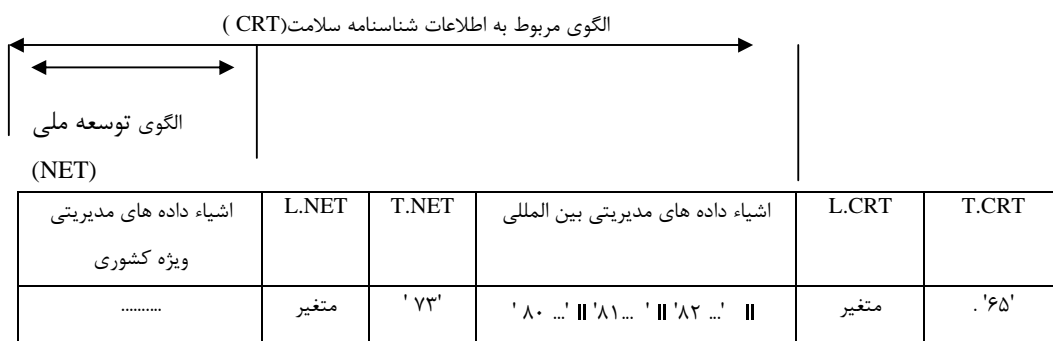 الگوی مربوط به اطلاعات شناسنامه سلامت(CRT )
الگوی توسعه ملی
(NET)
T.CRT
L.CRT
اشیاء داده های مدیریتی بین المللی
T.NET
L.NET
اشیاء داده های مدیریتی
ویژه کشوری
'۶۵' .
متغیر
' ۸۰ ...' || '۸۱... ' || '۸۲ ...' ||
' ۷۳'
متغیر
..........